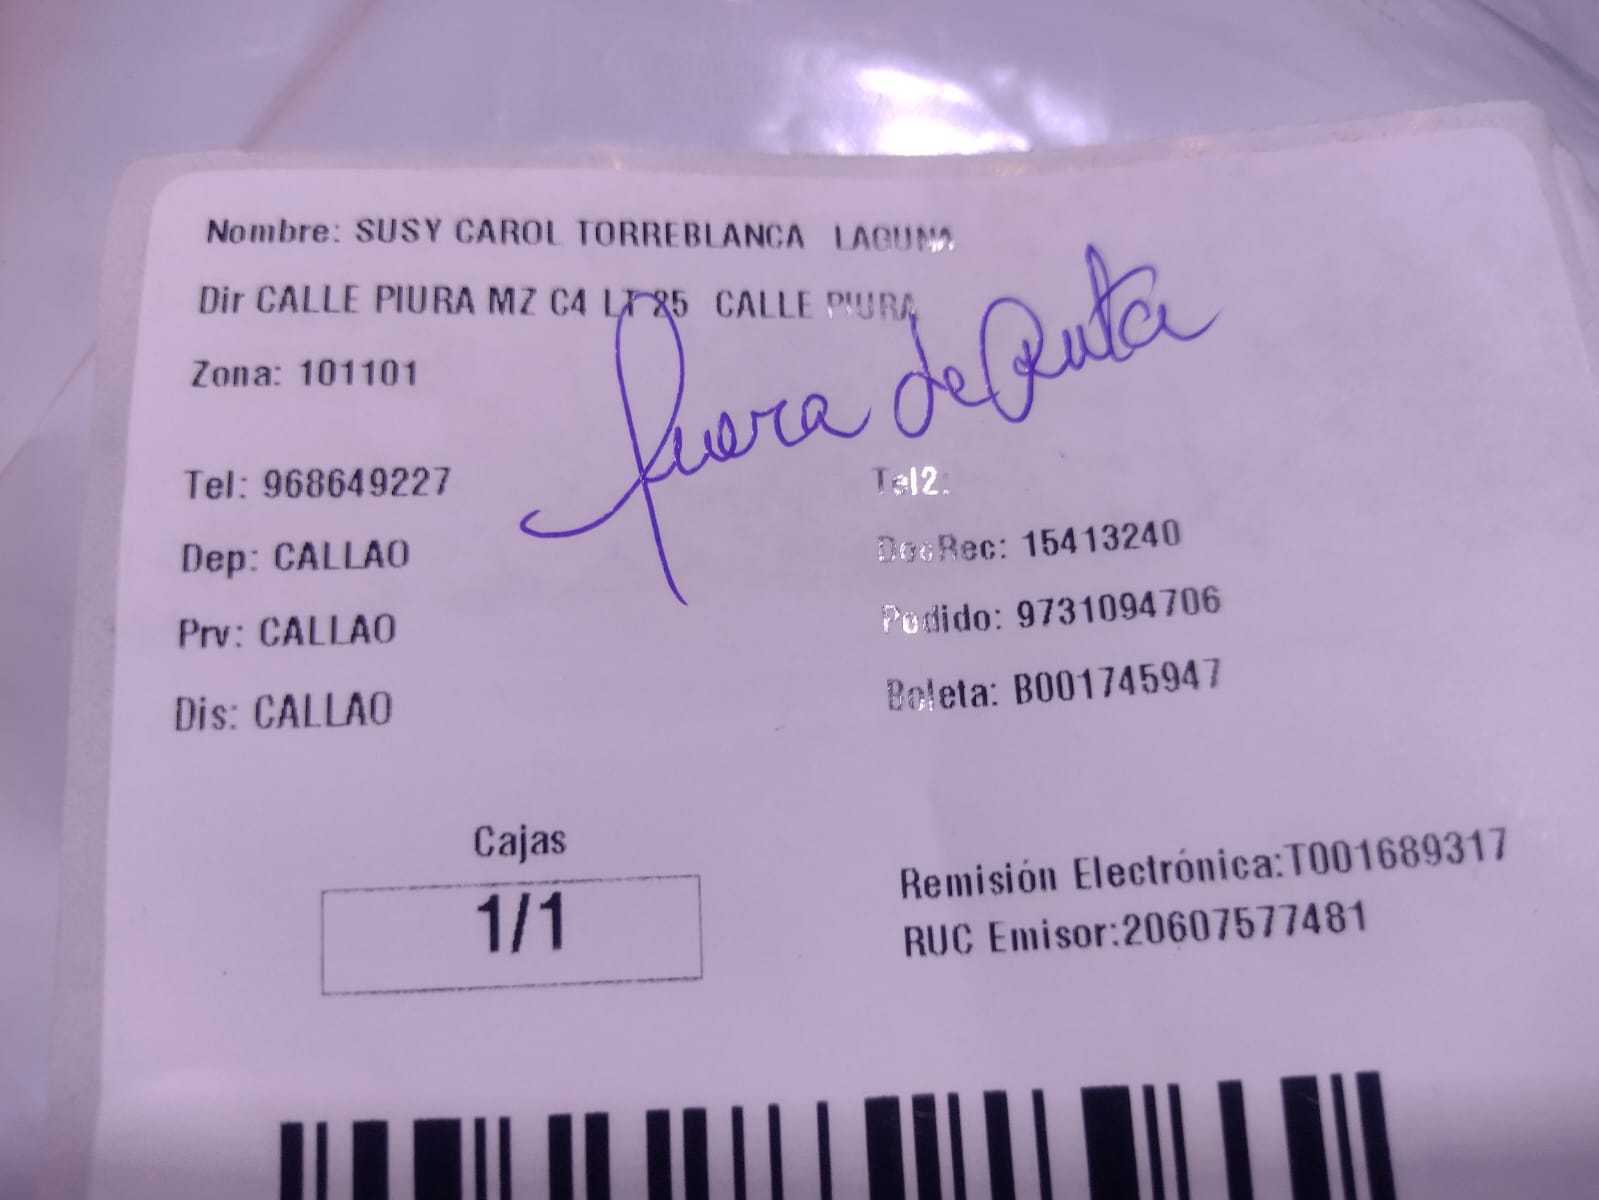 Nombre: SUSY CAROL TORREBLANCA LAGUNA
Dir CALLE PIURA MZ C4 LT 25 CALLE PIURA
fuera de Ruta
Zona: 101101
Tel: 968649227
Tel2:
Dep: CALLAO
DocRec: 15413240
Prv: CALLAO
Pedido: 9731094706
Dis: CALLAO
Boleta: B001745947
Cajas
1/1
Remisión Electrónica:T001689317
RUC Emisor:20607577481